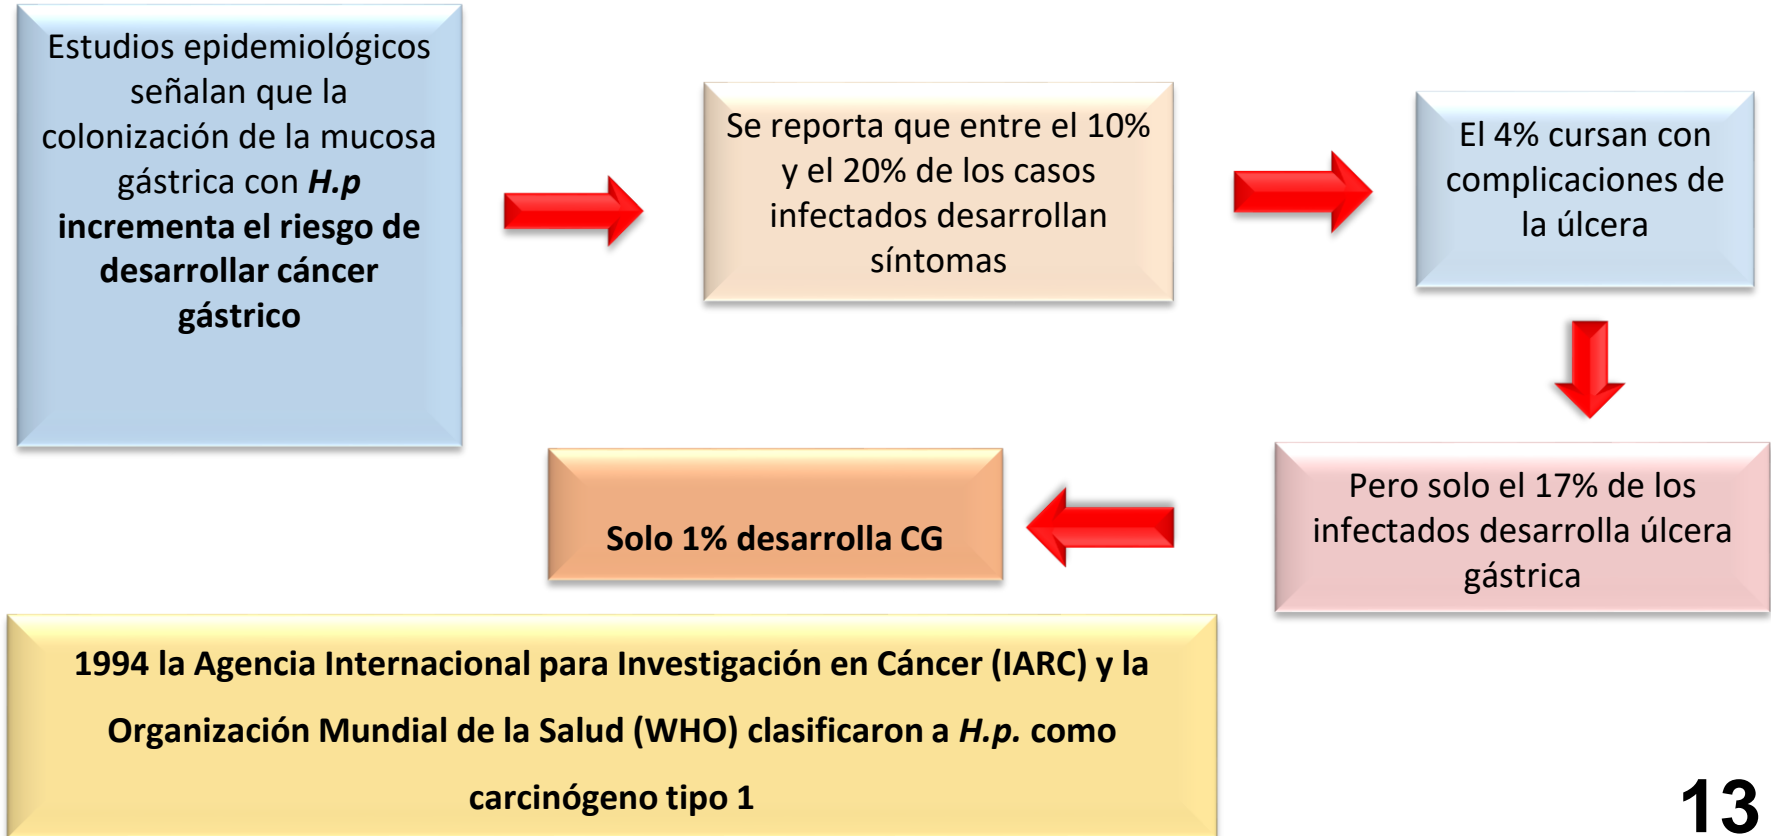 Estudios epidemiológicos
señalan que la
colonización de la mucosa
gástrica con H.p
incrementa el riesgo de
desarrollar cáncer
gástrico
Se reporta que entre el 10%
y el 20% de los casos
infectados desarrollan
síntomas
El 4% cursan con
complicaciones de
la úlcera
Pero solo el 17% de los
infectados desarrolla úlcera
gástrica
Solo 1% desarrolla CG
1994 la Agencia Internacional para Investigación en Cáncer (IARC) y la
Organización Mundial de la Salud (WHO) clasificaron a H.p. como
carcinógeno tipo 1
13